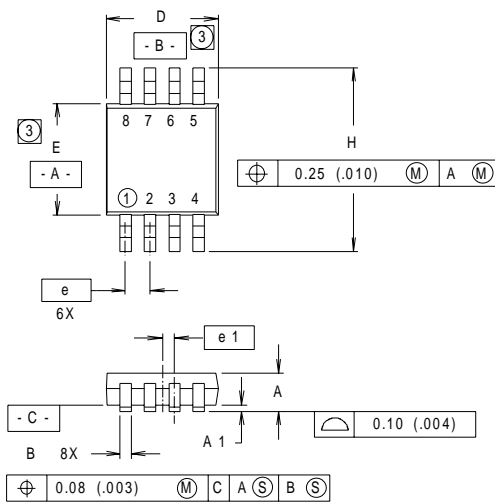 D
- B -
3
8 7 6 5
3
E
H
- A -
⌖ 0.25 (.010) Ⓜ A Ⓜ
① 2 3 4
e
6X
e 1
A
- C -
A 1
⌓ 0.10 (.004)
B 8X
⌖ 0.08 (.003) Ⓜ C A Ⓢ B Ⓢ